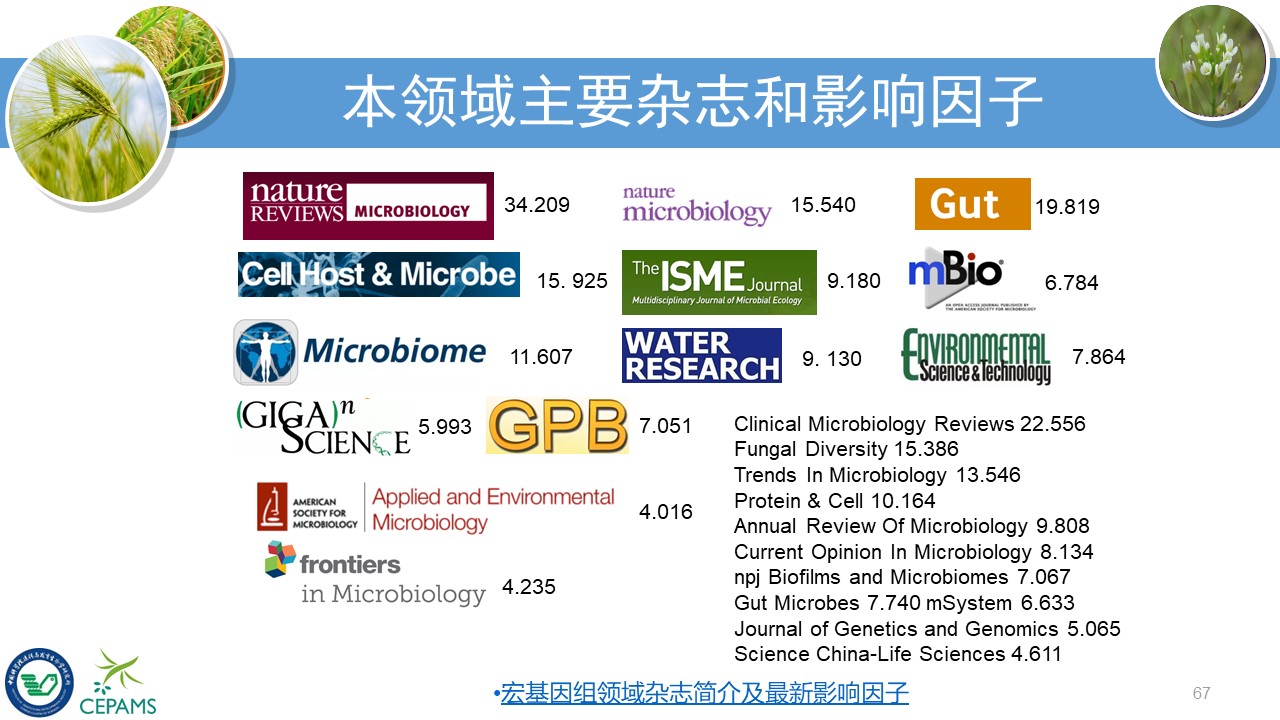 本领域主要杂志和影响因子
nature REVIEWS MICROBIOLOGY 34.209
nature microbiology 15.540
Gut 19.819
Cell Host & Microbe 15. 925
The ISME Journal
Multidisciplinary Journal of Microbial Ecology
9.180
mBio®
AN OPEN ACCESS JOURNAL PUBLISHED BY
THE AMERICAN SOCIETY FOR MICROBIOLOGY
6.784
Microbiome 11.607
WATER
RESEARCH
9. 130
ENVIRONMENTAL
Science & Technology
7.864
(GIGA)n
SCIENCE
5.993
GPB 7.051
AMERICAN
SOCIETY FOR
MICROBIOLOGY
Applied and Environmental
Microbiology
4.016
frontiers
in Microbiology
4.235
Clinical Microbiology Reviews 22.556
Fungal Diversity 15.386
Trends In Microbiology 13.546
Protein & Cell 10.164
Annual Review Of Microbiology 9.808
Current Opinion In Microbiology 8.134
npj Biofilms and Microbiomes 7.067
Gut Microbes 7.740 mSystem 6.633
Journal of Genetics and Genomics 5.065
Science China-Life Sciences 4.611
•宏基因组领域杂志简介及最新影响因子
CEPAMS
67